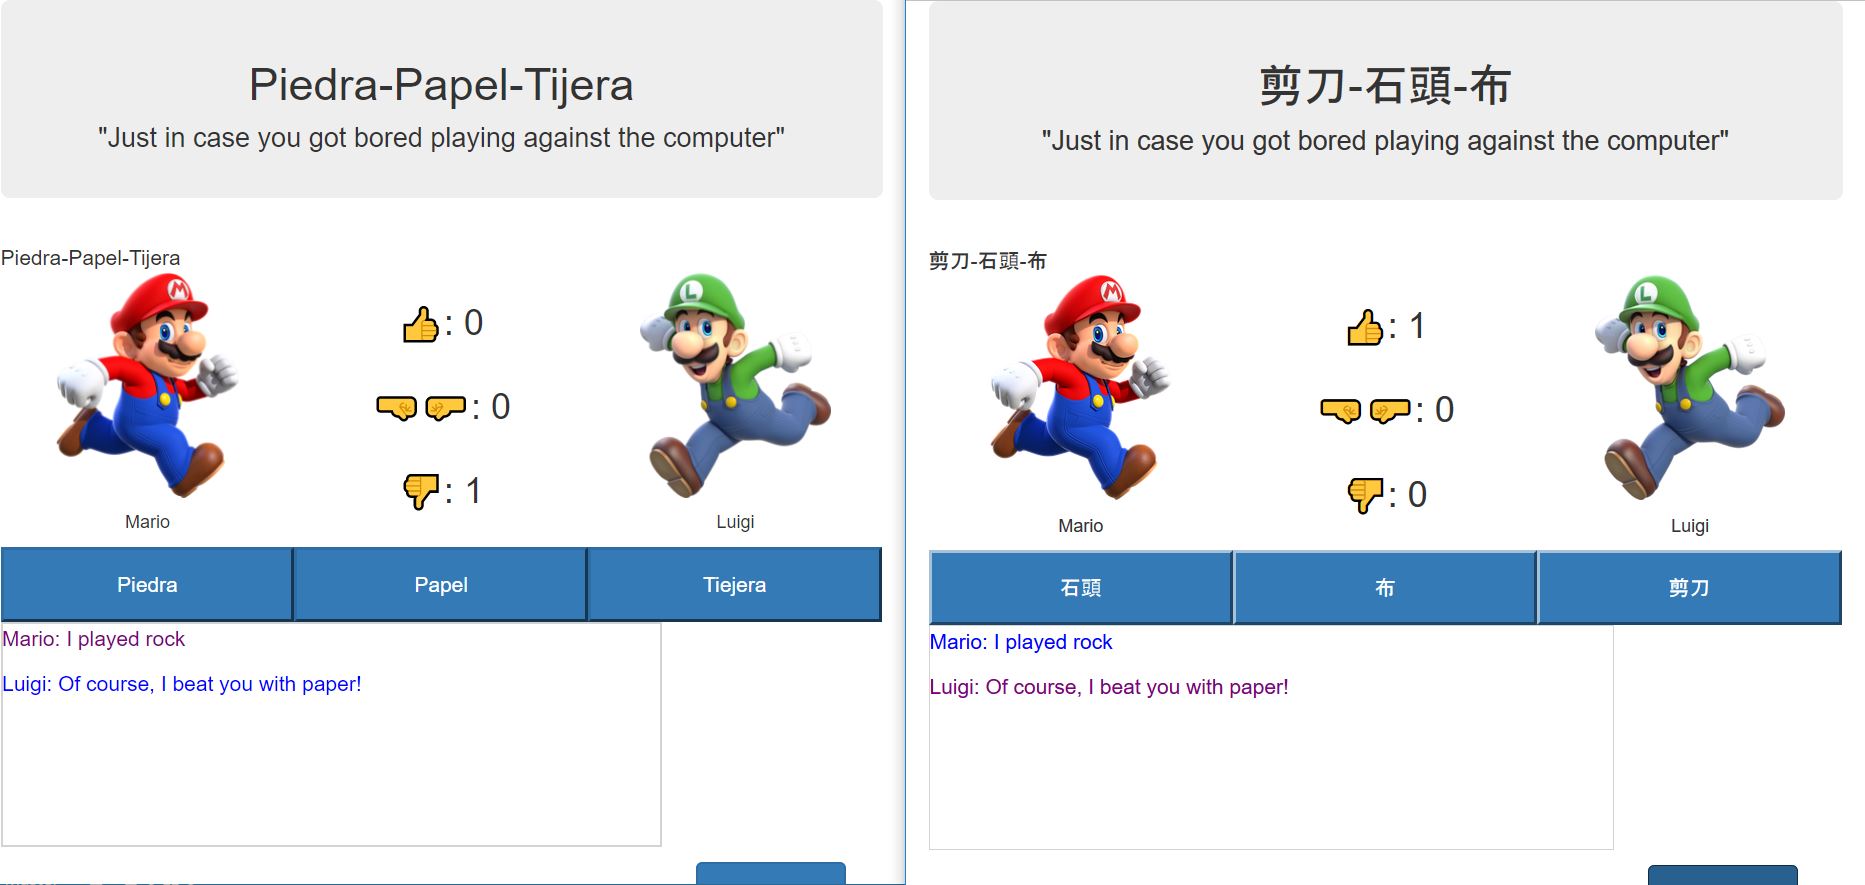 Piedra-Papel-Tijera
"Just in case you got bored playing against the computer"
Piedra-Papel-Tijera
M
L
: 0
: 0
: 1
Mario
Luigi
Piedra
Papel
Tiejera
Mario: I played rock
Luigi: Of course, I beat you with paper!
剪刀-石頭-布
"Just in case you got bored playing against the computer"
剪刀-石頭-布
M
L
: 1
: 0
: 0
Mario
Luigi
石頭
布
剪刀
Mario: I played rock
Luigi: Of course, I beat you with paper!